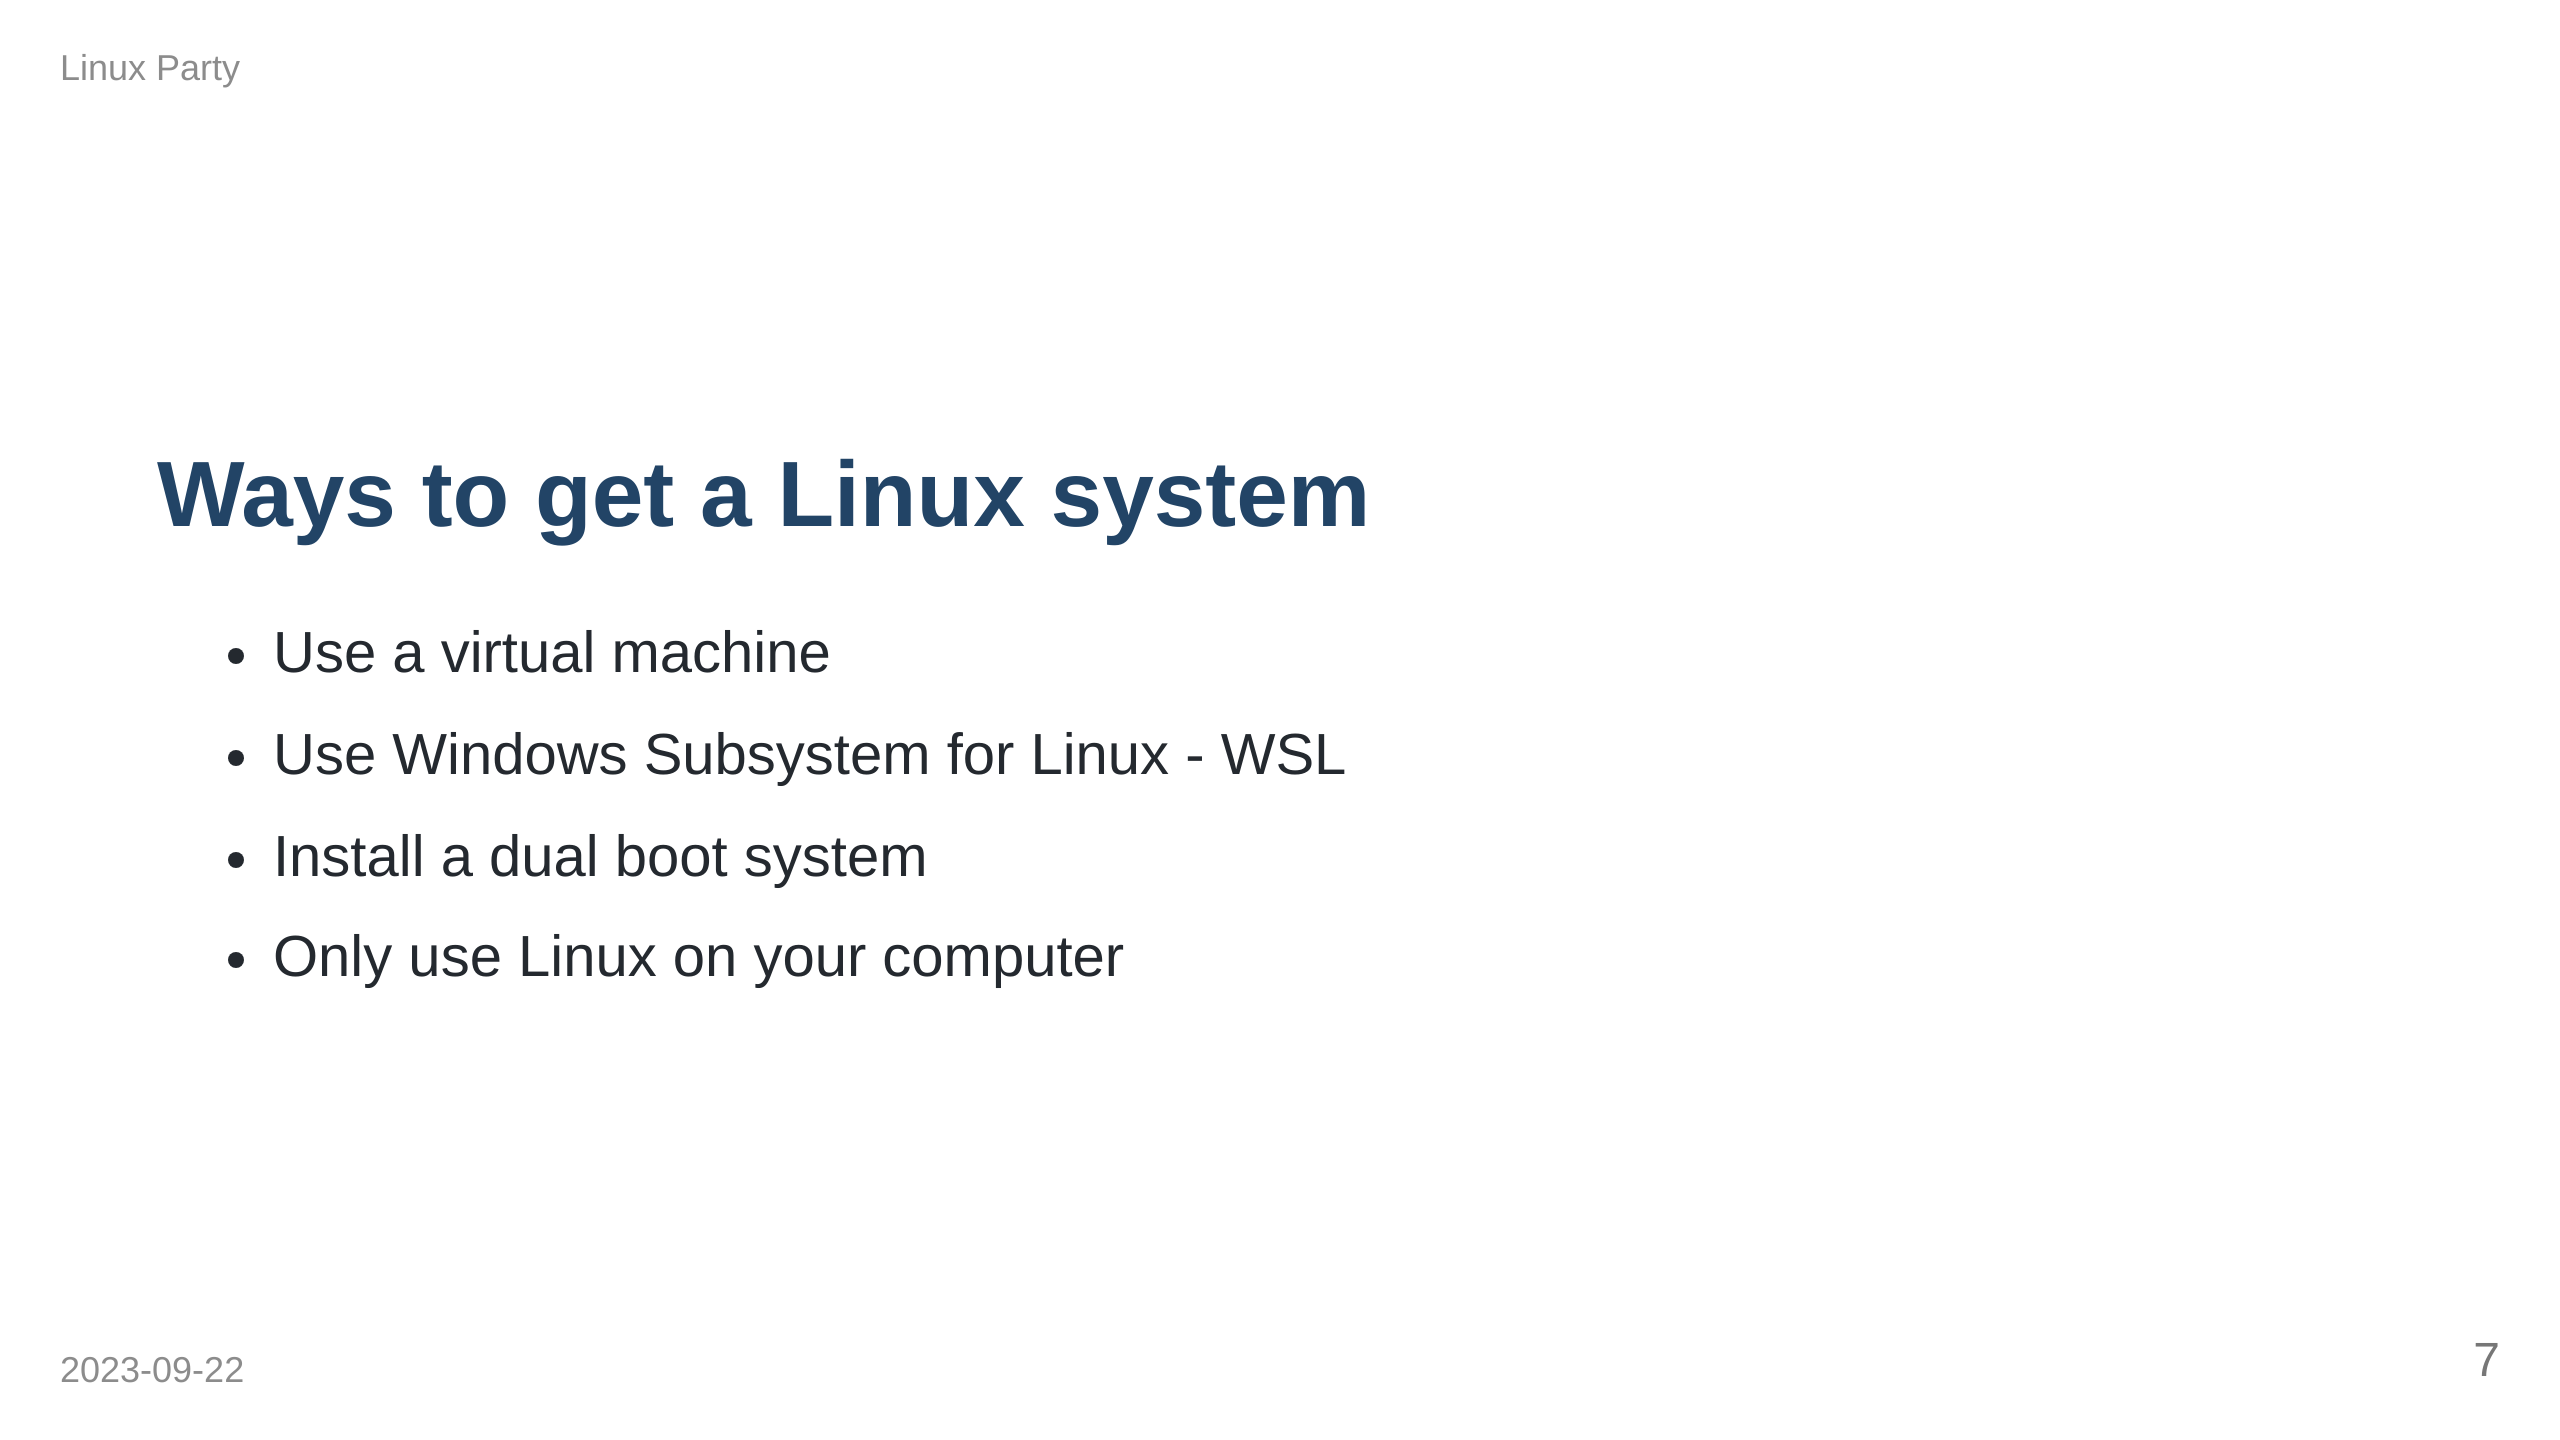 Linux Party
Ways to get a Linux system
• Use a virtual machine
• Use Windows Subsystem for Linux - WSL
• Install a dual boot system
• Only use Linux on your computer
2023-09-22
7